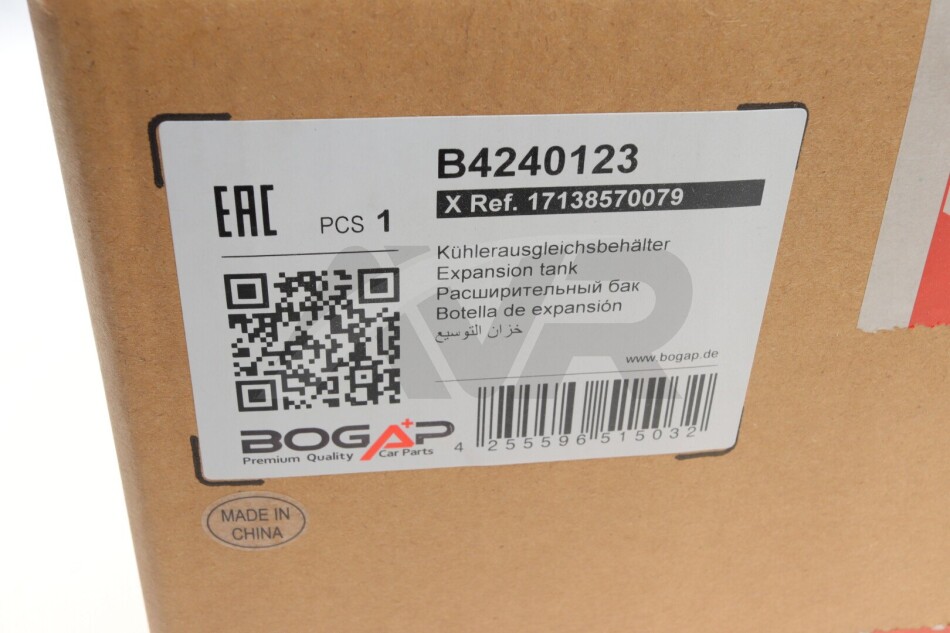 B4240123
X Ref. 17138570079
EAC
PCS 1
Kühlerausgleichsbehälter
Expansion tank
Расширительный бак
Botella de expansión
خزان التوسيع
www.bogap.de
BOGAP
Premium Quality Car Parts
4 255596 515032
MADE IN
CHINA
AVR